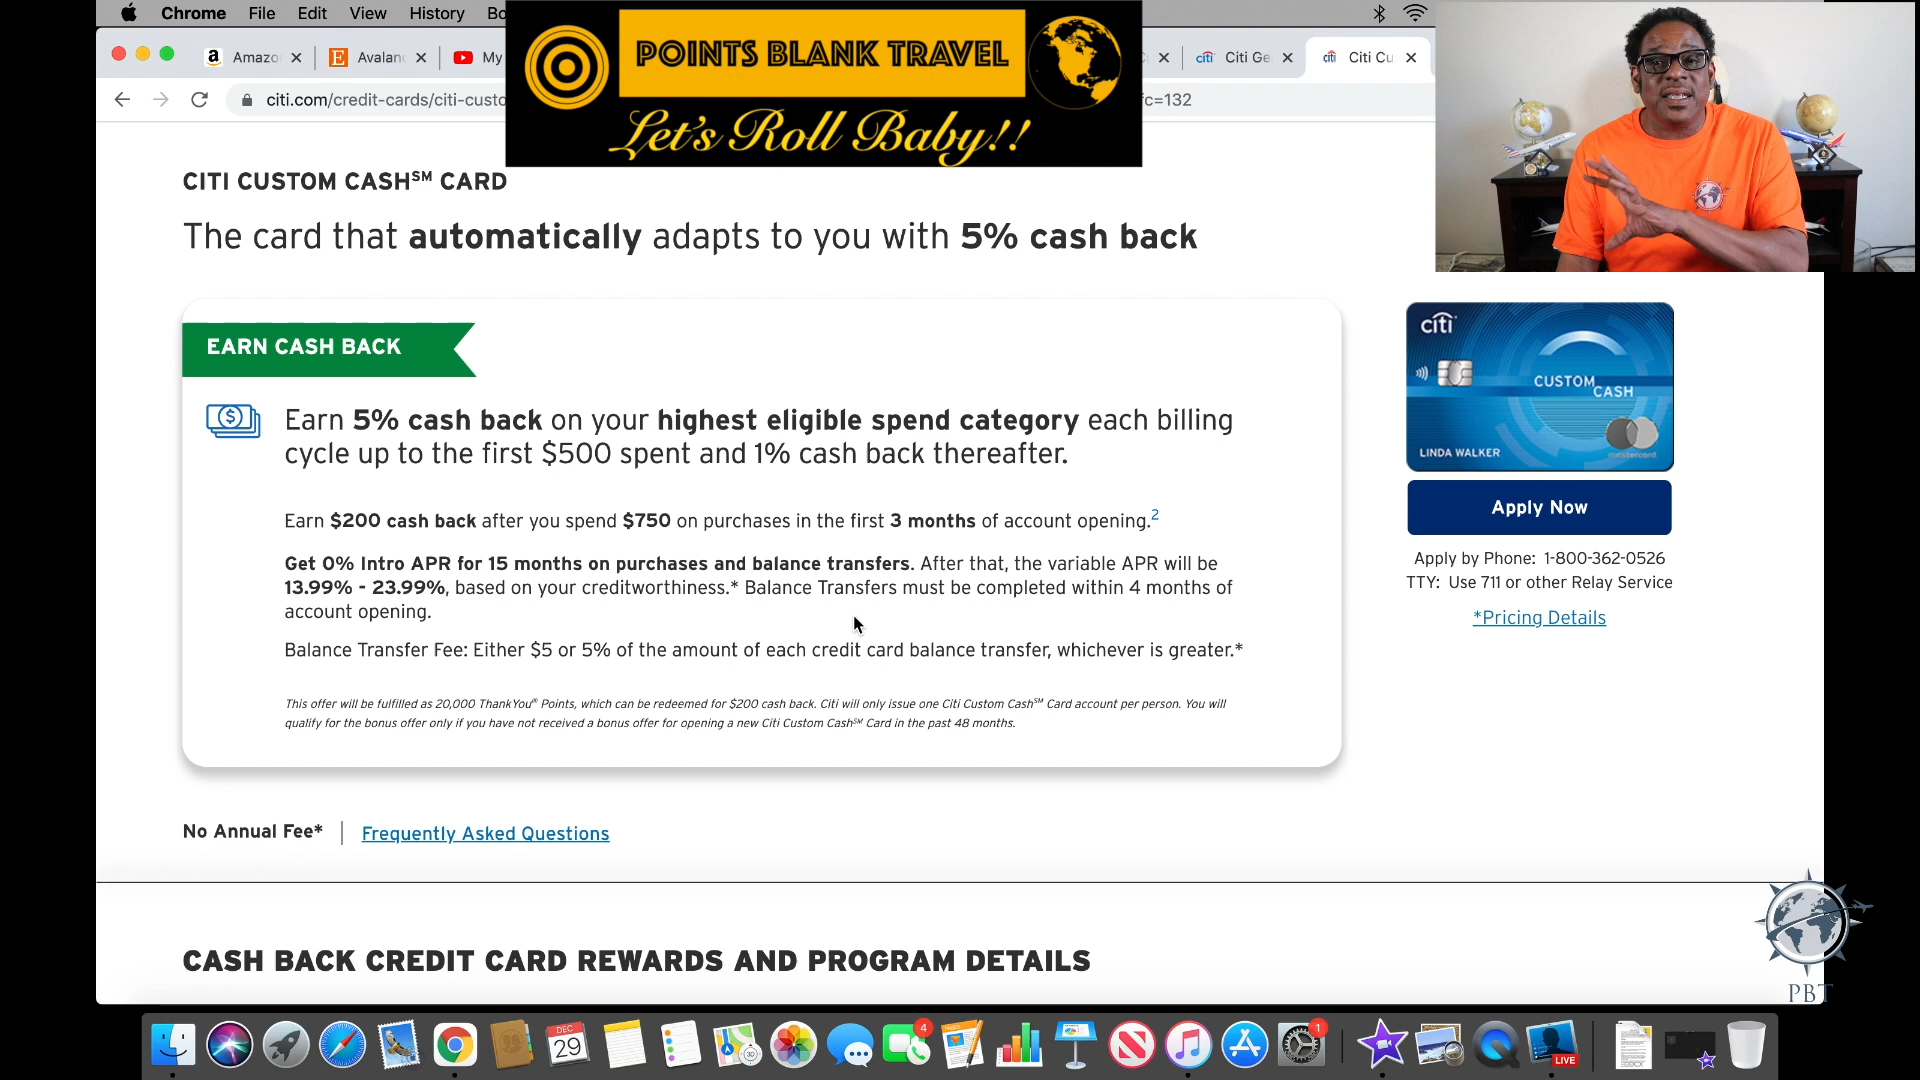 Chrome File Edit View History Bo
Amazo
Avalanc
My
Citi Ge
Citi Cu
citi.com/credit-cards/citi-custo
fc=132
POINTS BLANK TRAVEL
Let's Roll Baby!!
CITI CUSTOM CASH℠ CARD
The card that automatically adapts to you with 5% cash back
EARN CASH BACK
Earn 5% cash back on your highest eligible spend category each billing
cycle up to the first $500 spent and 1% cash back thereafter.
Earn $200 cash back after you spend $750 on purchases in the first 3 months of account opening.2
Get 0% Intro APR for 15 months on purchases and balance transfers. After that, the variable APR will be
13.99% - 23.99%, based on your creditworthiness.* Balance Transfers must be completed within 4 months of
account opening.
Balance Transfer Fee: Either $5 or 5% of the amount of each credit card balance transfer, whichever is greater.*
This offer will be fulfilled as 20,000 ThankYou® Points, which can be redeemed for $200 cash back. Citi will only issue one Citi Custom Cash℠ Card account per person. You will
qualify for the bonus offer only if you have not received a bonus offer for opening a new Citi Custom Cash℠ Card in the past 48 months.
citi
CUSTOM
CASH
LINDA WALKER
mastercard
Apply Now
Apply by Phone: 1-800-362-0526
TTY: Use 711 or other Relay Service
*Pricing Details
No Annual Fee*
Frequently Asked Questions
CASH BACK CREDIT CARD REWARDS AND PROGRAM DETAILS
PBT
DEC
29
4
1
LIVE